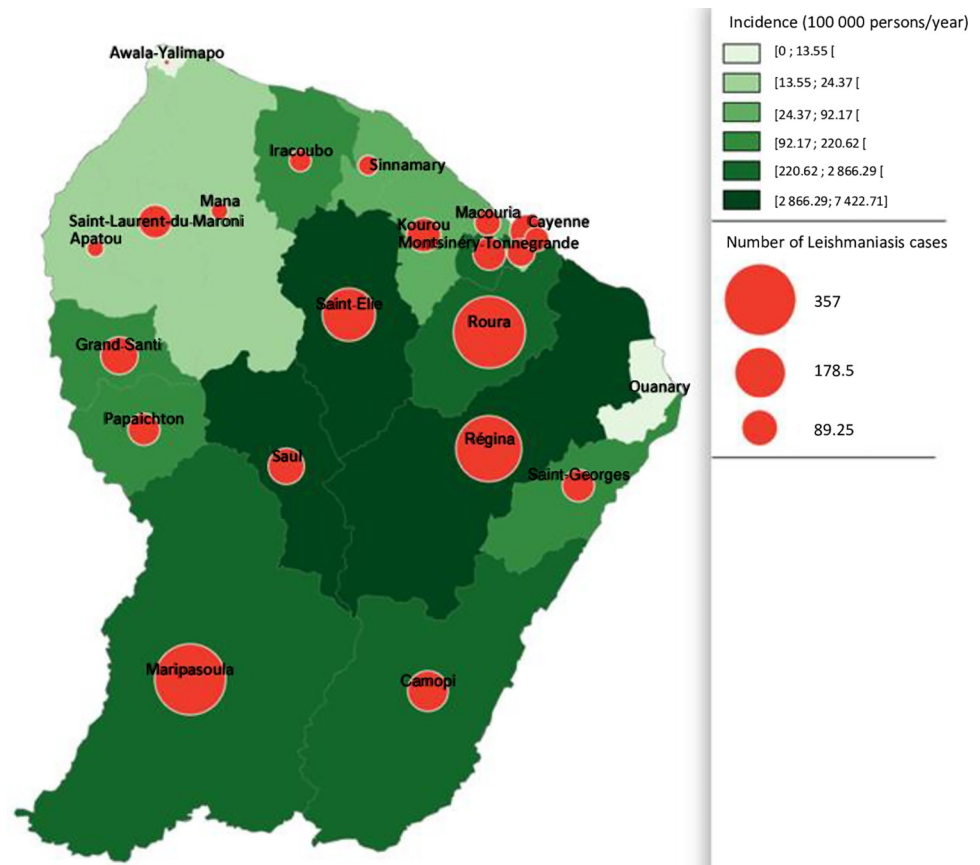 Awala-Yalimapo
Iracoubo
Sinnamary
Mana
Saint-Laurent-du-Maroni
Apatou
Macouria
Kourou
Cayenne
Montsinéry-Tonnegrande
Saint-Elie
Roura
Grand-Santi
Ouanary
Papaichton
Régina
Saul
Saint-Georges
Maripasoula
Camopi
Incidence (100 000 persons/year)
[0 ; 13.55 [
[13.55 ; 24.37 [
[24.37 ; 92.17 [
[92.17 ; 220.62 [
[220.62 ; 2 866.29 [
[2 866.29; 7 422.71]
Number of Leishmaniasis cases
357
178.5
89.25